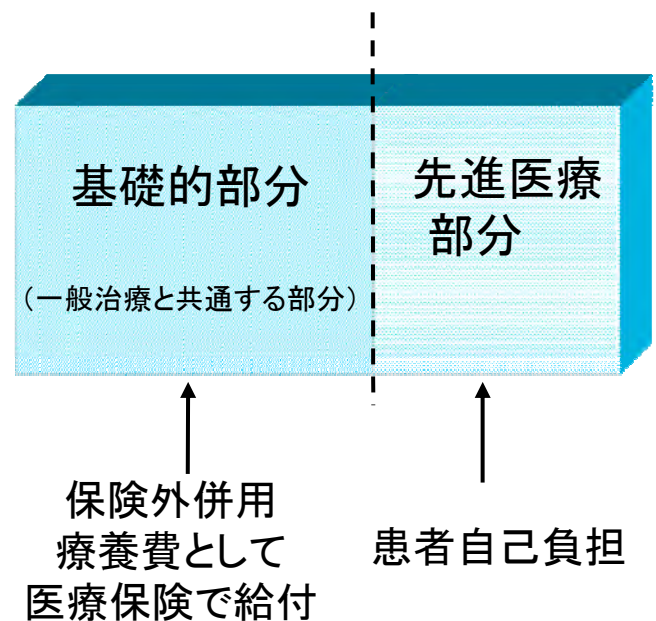 基礎的部分
(一般治療と共通する部分)
先進医療
部分
保険外併用
療養費として
医療保険で給付
患者自己負担